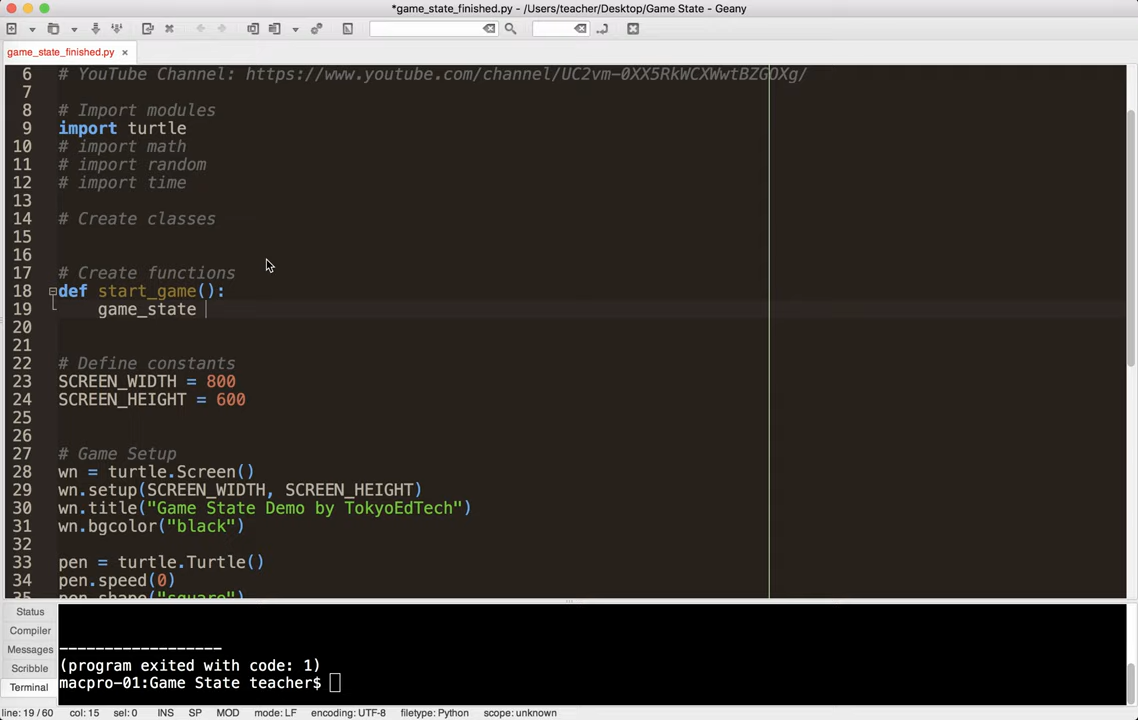 *game_state_finished.py - /Users/teacher/Desktop/Game State - Geany
game_state_finished.py ×
6 # YouTube Channel: https://www.youtube.com/channel/UC2vm-0XX5RkWCXWwtBZGOXg/
7
8 # Import modules
9 import turtle
10 # import math
11 # import random
12 # import time
13
14 # Create classes
15
16
17 # Create functions
18 def start_game():
19 game_state
20
21
22 # Define constants
23 SCREEN_WIDTH = 800
24 SCREEN_HEIGHT = 600
25
26
27 # Game Setup
28 wn = turtle.Screen()
29 wn.setup(SCREEN_WIDTH, SCREEN_HEIGHT)
30 wn.title("Game State Demo by TokyoEdTech")
31 wn.bgcolor("black")
32
33 pen = turtle.Turtle()
34 pen.speed(0)
35 pen.shape("square")
Status
Compiler
Messages
Scribble
Terminal
------------------
(program exited with code: 1)
macpro-01:Game State teacher$
line: 19 / 60 col: 15 sel: 0 INS SP MOD mode: LF encoding: UTF-8 filetype: Python scope: unknown